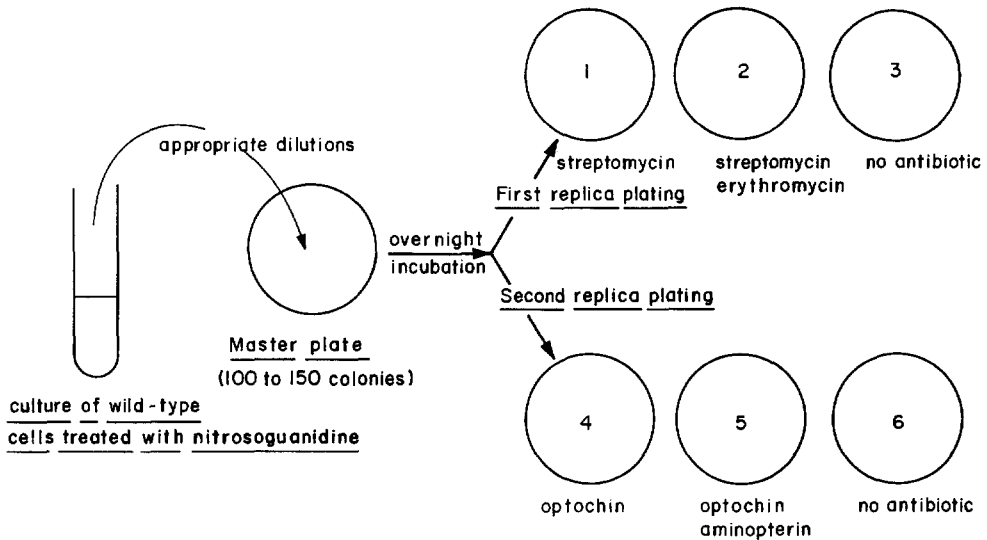 appropriate dilutions
culture of wild-type
cells treated with nitrosoguanidine
Master plate
(100 to 150 colonies)
overnight
incubation
First replica plating
1
streptomycin
2
streptomycin
erythromycin
3
no antibiotic
Second replica plating
4
optochin
5
optochin
aminopterin
6
no antibiotic